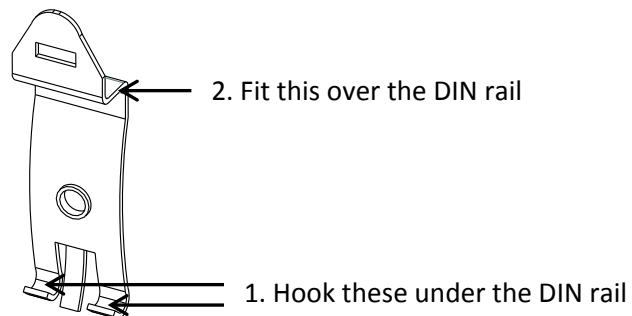 2. Fit this over the DIN rail
1. Hook these under the DIN rail